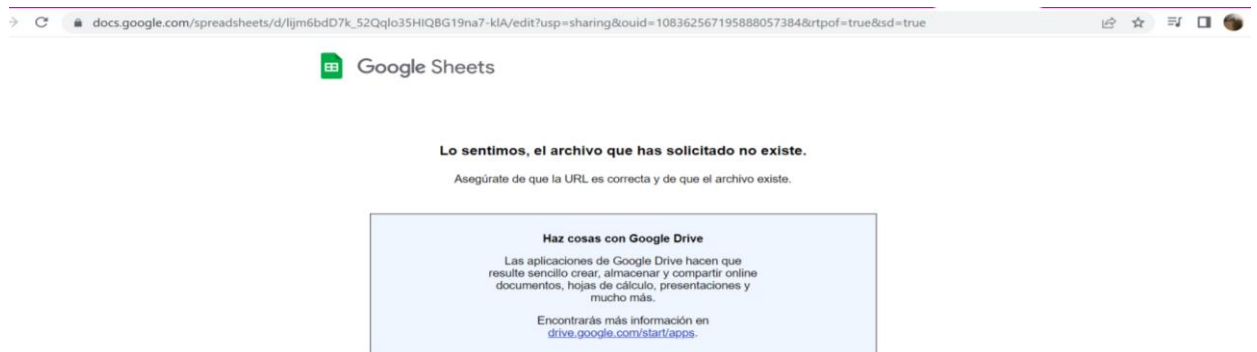 docs.google.com/spreadsheets/d/lijm6bdD7k_52Qqlo35HIQBG19na7-klA/edit?usp=sharing&ouid=108362567195888057384&rtpof=true&sd=true
Google Sheets
Lo sentimos, el archivo que has solicitado no existe.
Asegúrate de que la URL es correcta y de que el archivo existe.
Haz cosas con Google Drive
Las aplicaciones de Google Drive hacen que
resulte sencillo crear, almacenar y compartir online
documentos, hojas de cálculo, presentaciones y
mucho más.
Encontrarás más información en
drive.google.com/start/apps.